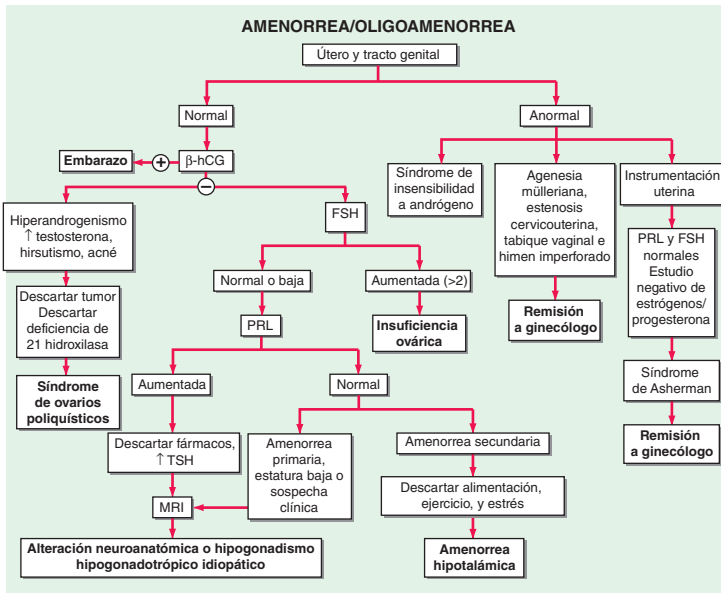 AMENORREA/OLIGOAMENORREA
Útero y tracto genital
Normal
Anormal
Embarazo
+
β-hCG
−
Síndrome de
insensibilidad
a andrógeno
Agenesia
mülleriana,
estenosis
cervicouterina,
tabique vaginal e
himen imperforado
Instrumentación
uterina
Hiperandrogenismo
↑ testosterona,
hirsutismo, acné
FSH
PRL y FSH
normales
Estudio
negativo de
estrógenos/
progesterona
Normal o baja
Aumentada (>2)
Descartar tumor
Descartar
deficiencia de
21 hidroxilasa
PRL
Insuficiencia
ovárica
Remisión
a ginecólogo
Síndrome
de ovarios
poliquísticos
Aumentada
Normal
Síndrome
de Asherman
Descartar fármacos,
↑ TSH
Amenorrea
primaria,
estatura baja o
sospecha
clínica
Amenorrea secundaria
Remisión
a ginecólogo
MRI
Descartar alimentación,
ejercicio, y estrés
Alteración neuroanatómica o hipogonadismo
hipogonadotrópico idiopático
Amenorrea
hipotalámica